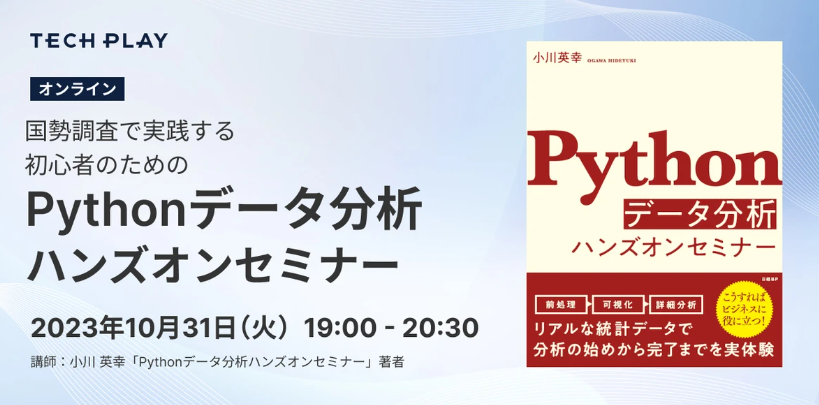 TECH PLAY
オンライン
国勢調査で実践する
初心者のための
Pythonデータ分析
ハンズオンセミナー
2023年10月31日(火) 19:00 - 20:30
講師：小川 英幸「Pythonデータ分析ハンズオンセミナー」著者
小川英幸 OGAWA HIDEYUKI
Python
データ分析
ハンズオンセミナー
日経BP
前処理 可視化 詳細分析
こうすれば
ビジネスに
役に立つ!
リアルな統計データで
分析の始めから完了までを実体験